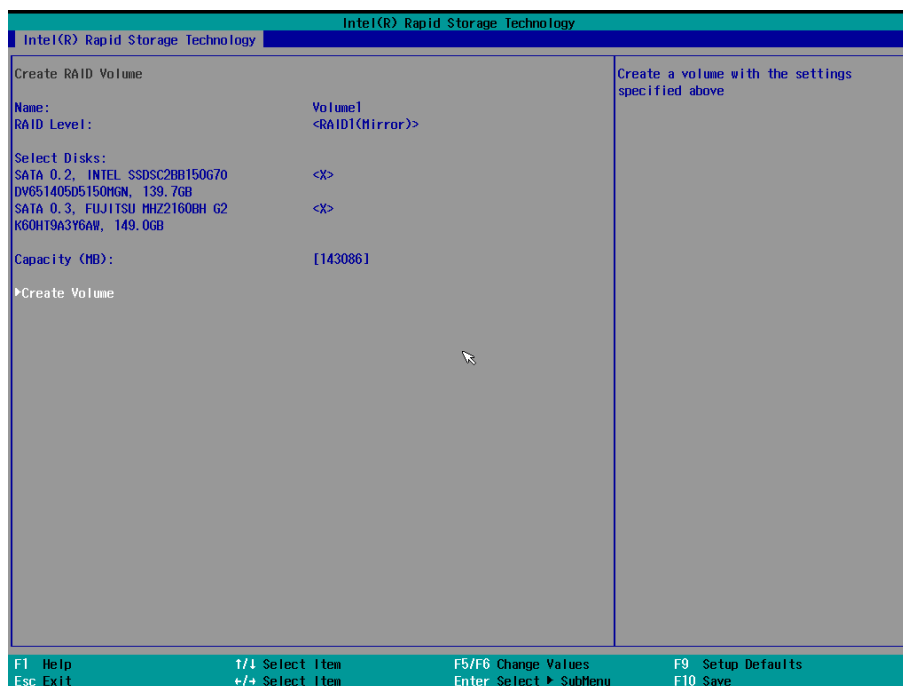 Intel(R) Rapid Storage Technology
Intel(R) Rapid Storage Technology
Create RAID Volume
Create a volume with the settings
specified above
Name: Volume1
RAID Level: <RAID1(Mirror)>
Select Disks:
SATA 0.2, INTEL SSDSC2BB150G70 <X>
DV651405D5150MGN, 139.7GB
SATA 0.3, FUJITSU MHZ2160BH G2 <X>
K60HT9A3Y6AW, 149.0GB
Capacity (MB): [143086]
►Create Volume
F1 Help ↑/↓ Select Item F5/F6 Change Values F9 Setup Defaults
Esc Exit ←/→ Select Item Enter Select ► SubMenu F10 Save